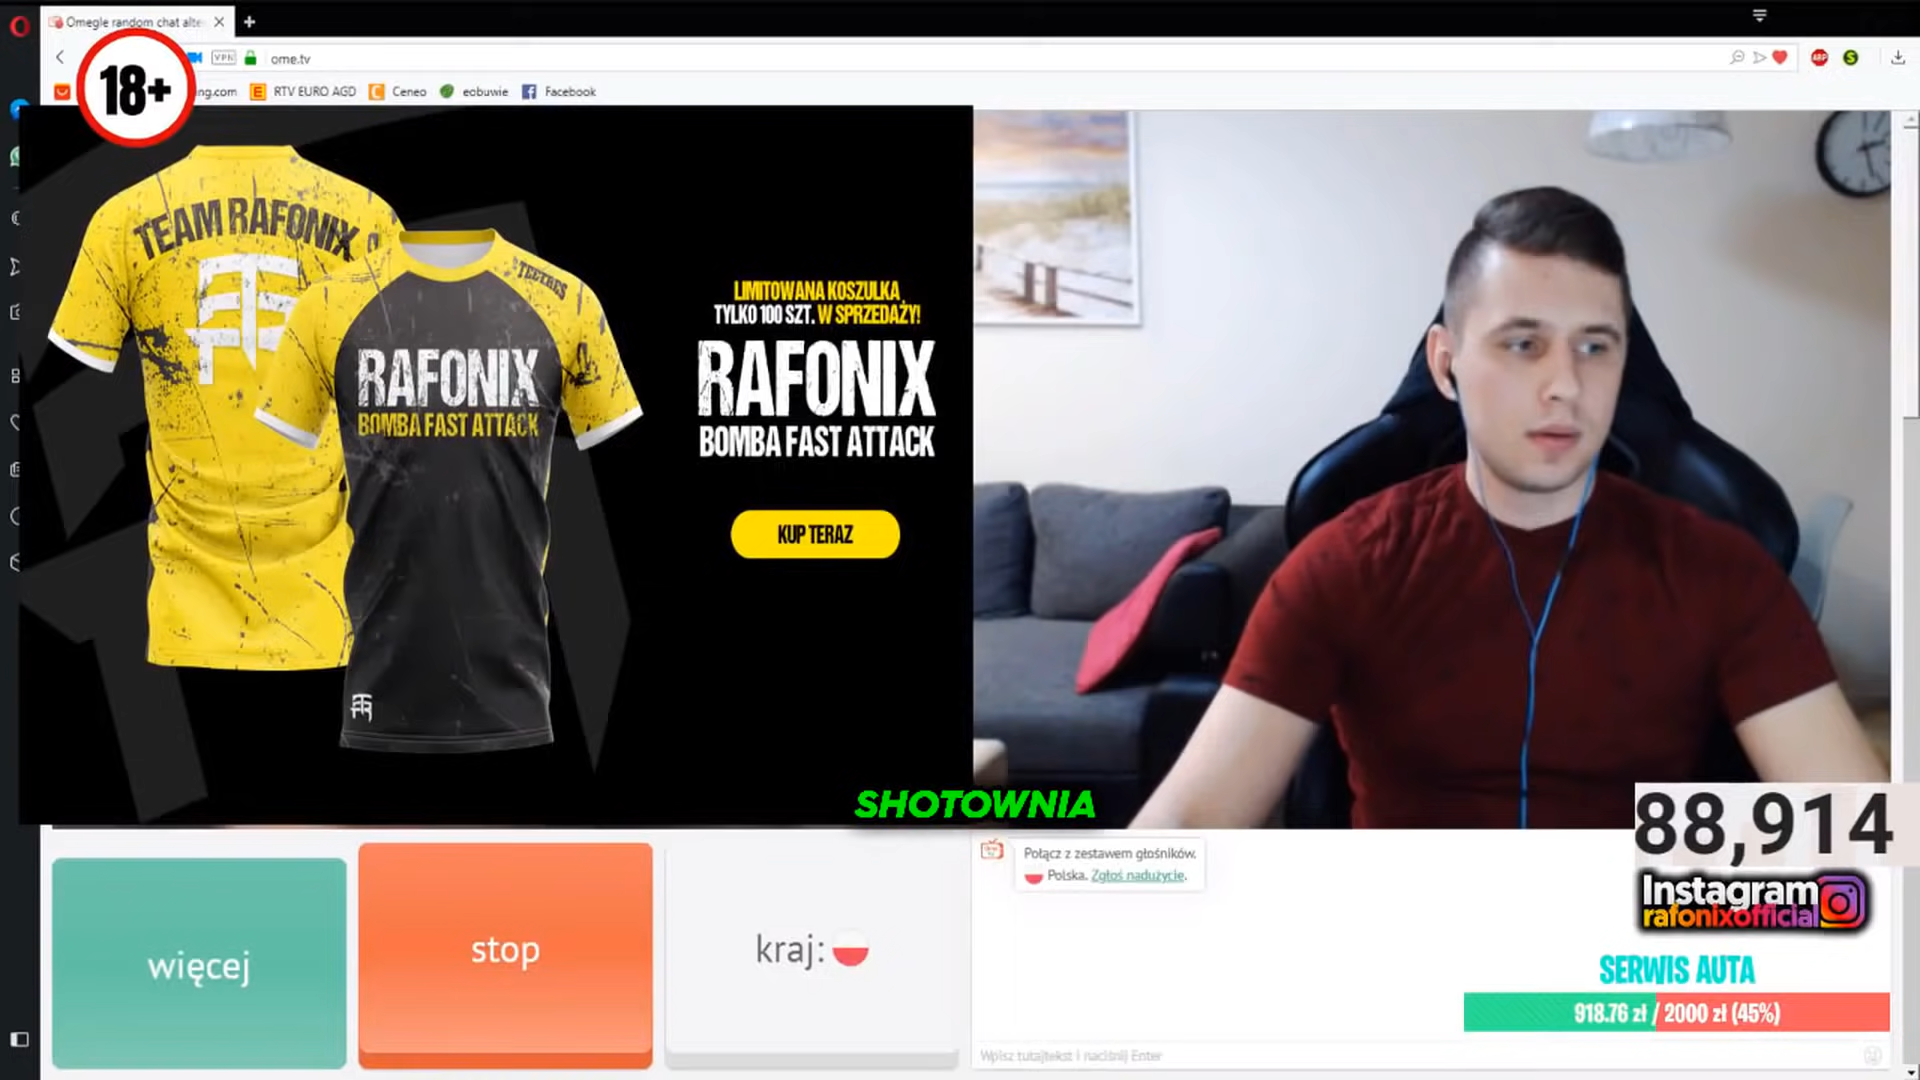 Omegle random chat alte
18+
VPN
ome.tv
ABP
S
ng.com
RTV EURO AGD
Ceneo
eobuwie
Facebook
TEAM RAFONIX
RAFONIX
BOMBA FAST ATTACK
LIMITOWANA KOSZULKA,
TYLKO 100 SZT. W SPRZEDAŻY!
RAFONIX
BOMBA FAST ATTACK
KUP TERAZ
SHOTOWNIA
więcej
stop
kraj:
Połącz z zestawem głośników.
Polska. Zgłoś nadużycie.
88,914
Instagram
rafonixofficial
SERWIS AUTA
918.76 zł / 2000 zł (45%)
Wpisz tutaj tekst i naciśnij Enter